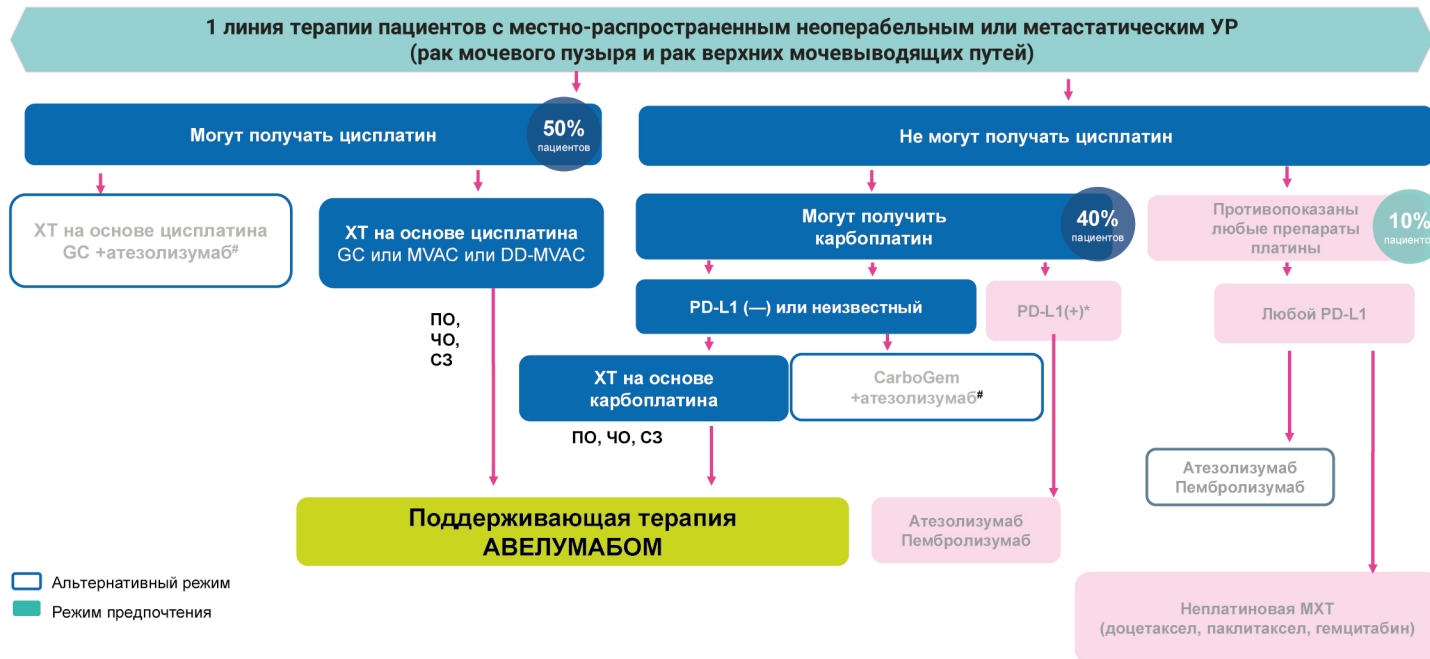 1 линия терапии пациентов с местно-распространенным неоперабельным или метастатическим УР
(рак мочевого пузыря и рак верхних мочевыводящих путей)
Могут получать цисплатин
50%
пациентов
Не могут получать цисплатин
ХТ на основе цисплатина
GC +атезолизумаб#
ХТ на основе цисплатина
GC или MVAC или DD-MVAC
Могут получить
карбоплатин
40%
пациентов
Противопоказаны
любые препараты
платины
10%
пациентов
PD-L1 (—) или неизвестный
PD-L1(+)*
Любой PD-L1
ПО,
ЧО,
СЗ
ХТ на основе
карбоплатина
CarboGem
+атезолизумаб#
ПО, ЧО, СЗ
Атезолизумаб
Пембролизумаб
Поддерживающая терапия
АВЕЛУМАБОМ
Атезолизумаб
Пембролизумаб
Альтернативный режим
Режим предпочтения
Неплатиновая МХТ
(доцетаксел, паклитаксел, гемцитабин)